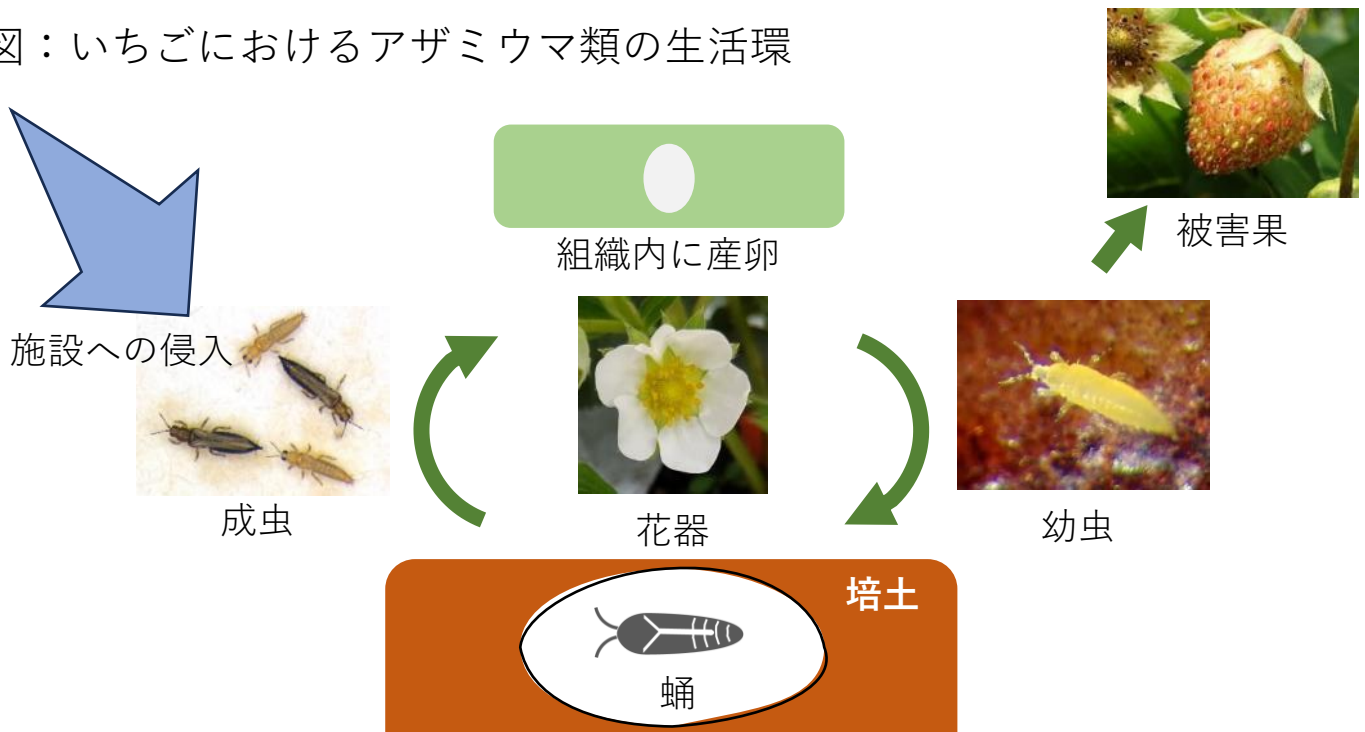 図：いちごにおけるアザミウマ類の生活環
組織内に産卵
被害果
施設への侵入
成虫
花器
幼虫
培土
蛹